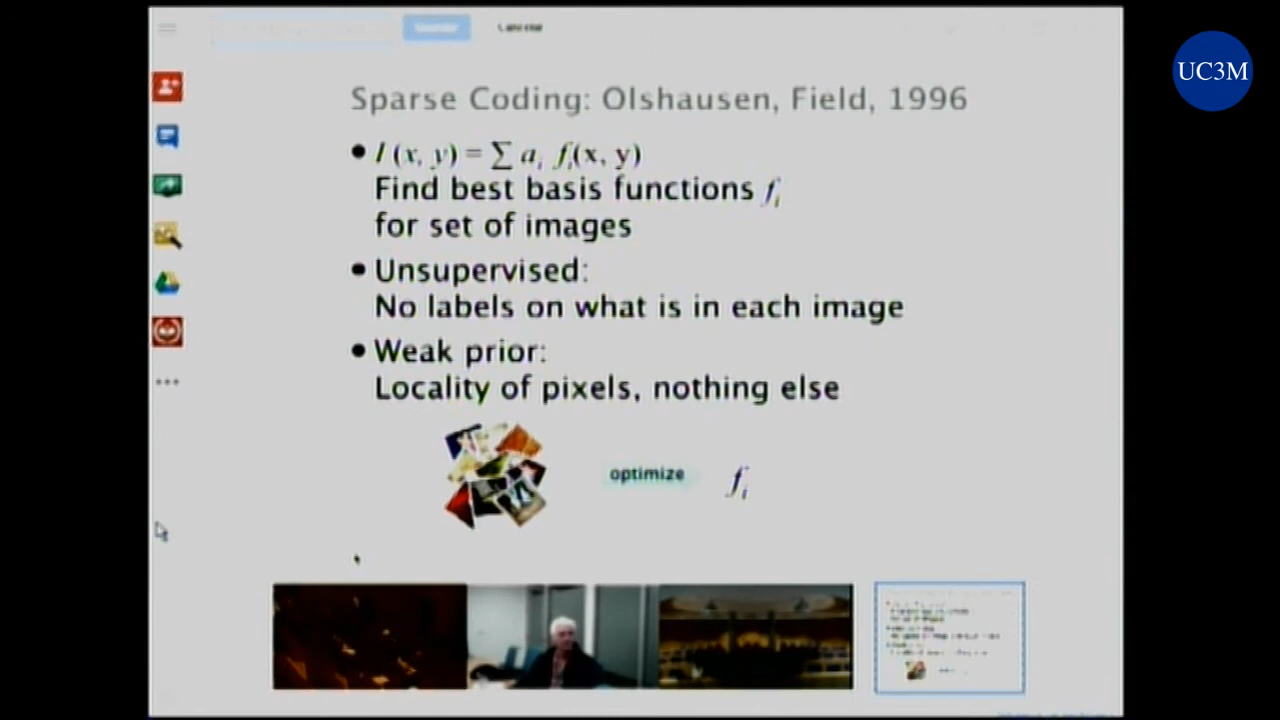 UC3M
Sparse Coding: Olshausen, Field, 1996
• I (x, y) = ∑ aᵢ fᵢ(x, y)
Find best basis functions fᵢ
for set of images
• Unsupervised:
No labels on what is in each image
• Weak prior:
Locality of pixels, nothing else
optimize fᵢ